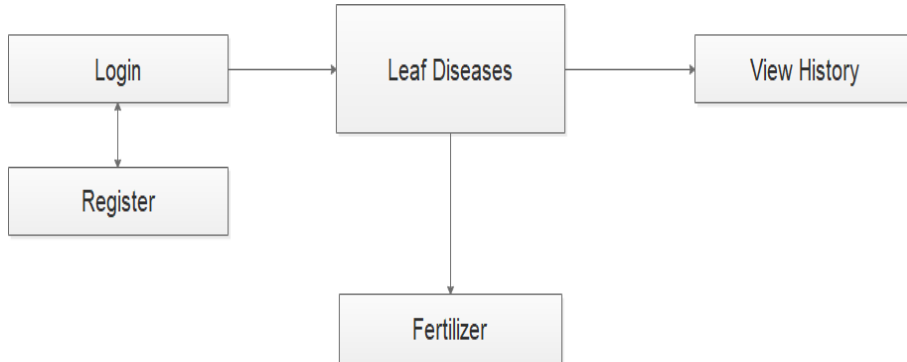 Login
Leaf Diseases
View History
Register
Fertilizer